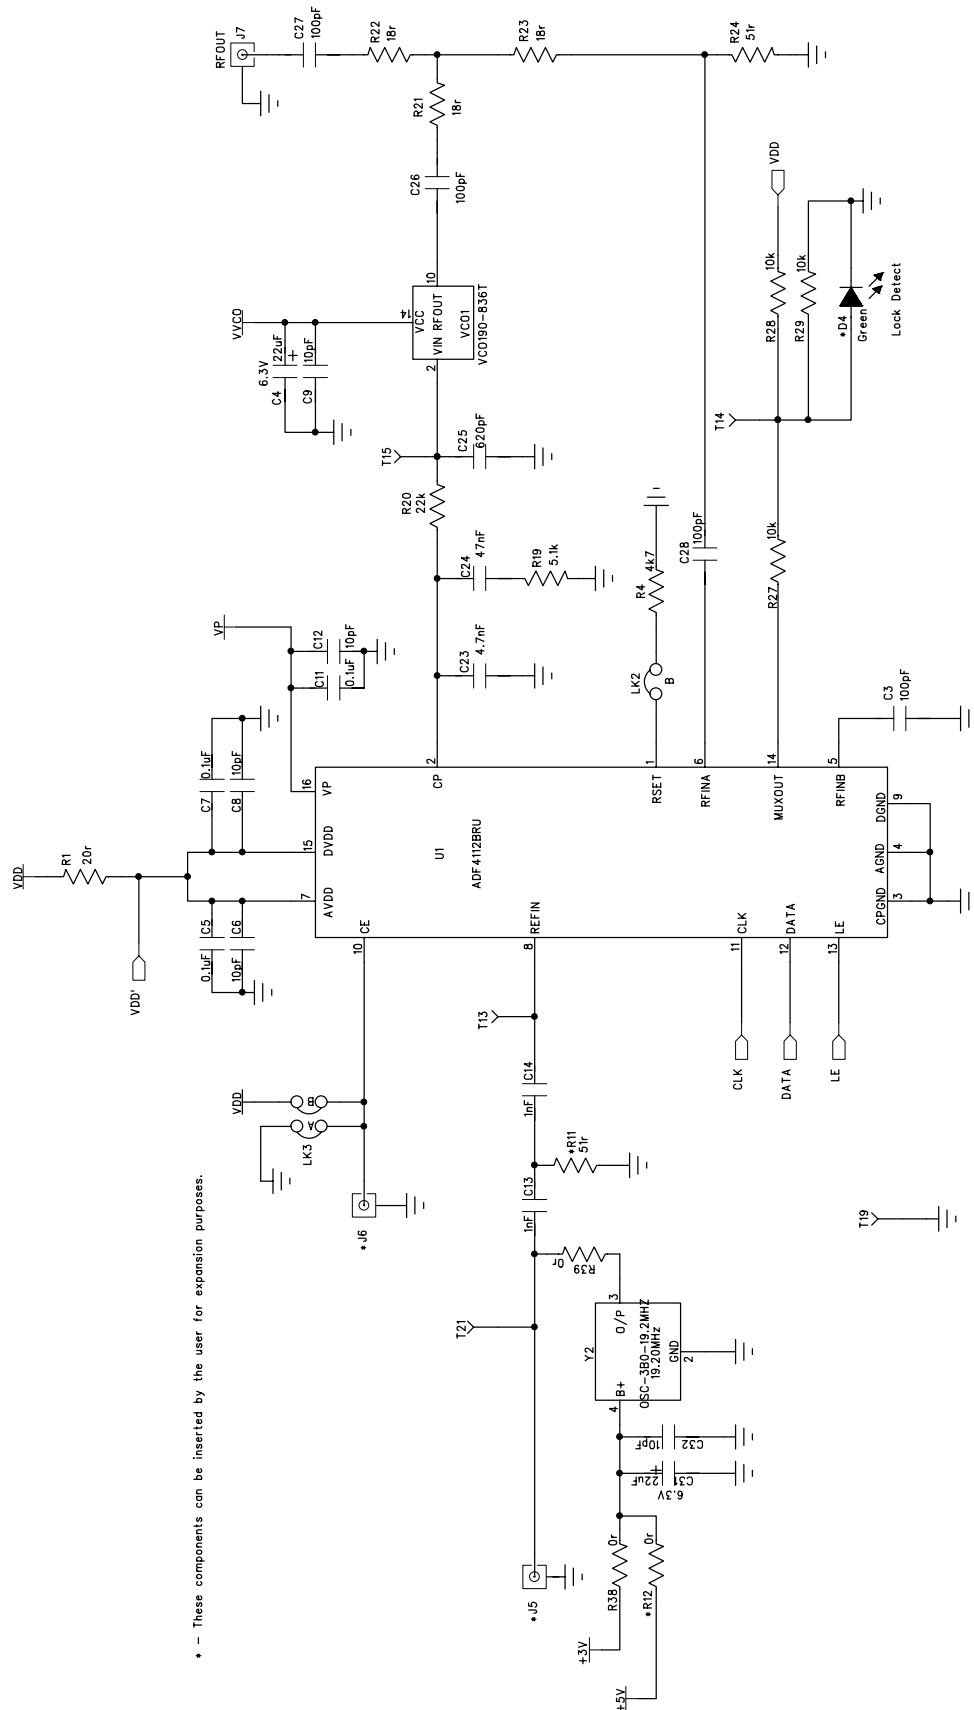 RFOUT
J7
C27
100pF
R22
18r
R23
18r
R24
51r
R21
18r
C26
100pF
VDD
VVCO
6.3V
22uF
+
C4
10pF
C9
14
VCC
10
VIN RFOUT
VCO1
2
VCO190-836T
R28
10k
R29
10k
*D4
Green
Lock Detect
T14
T15
C25
620pF
R20
22k
C24
47nF
R19
5.1k
C23
4.7nF
R4
4k7
LK2
B
C28
100pF
R27
10k
C3
100pF
VP
C12
10pF
C11
0.1uF
C7
0.1uF
C8
10pF
VDD
R1
20r
VDD'
C5
0.1uF
C6
10pF
16
VP
15
DVDD
7
AVDD
2
CP
1
RSET
6
RFINA
14
MUXOUT
5
RFINB
U1
ADF4112BRU
9
DGND
4
AGND
3
CPGND
10
CE
8
REFIN
11
CLK
12
DATA
13
LE
CLK
DATA
LE
VDD
B
A
LK3
*J6
T13
C14
1nF
*R11
51r
C13
1nF
R39
0r
T21
T19
Y2
3
O/P
OSC-3B0-19.2MHZ
19.20MHz
GND
2
B+
4
C32
10pF
C31
22uF
+
6.3V
R38
0r
*R12
0r
+3V
+5V
*J5
* - These components can be inserted by the user for expansion purposes.